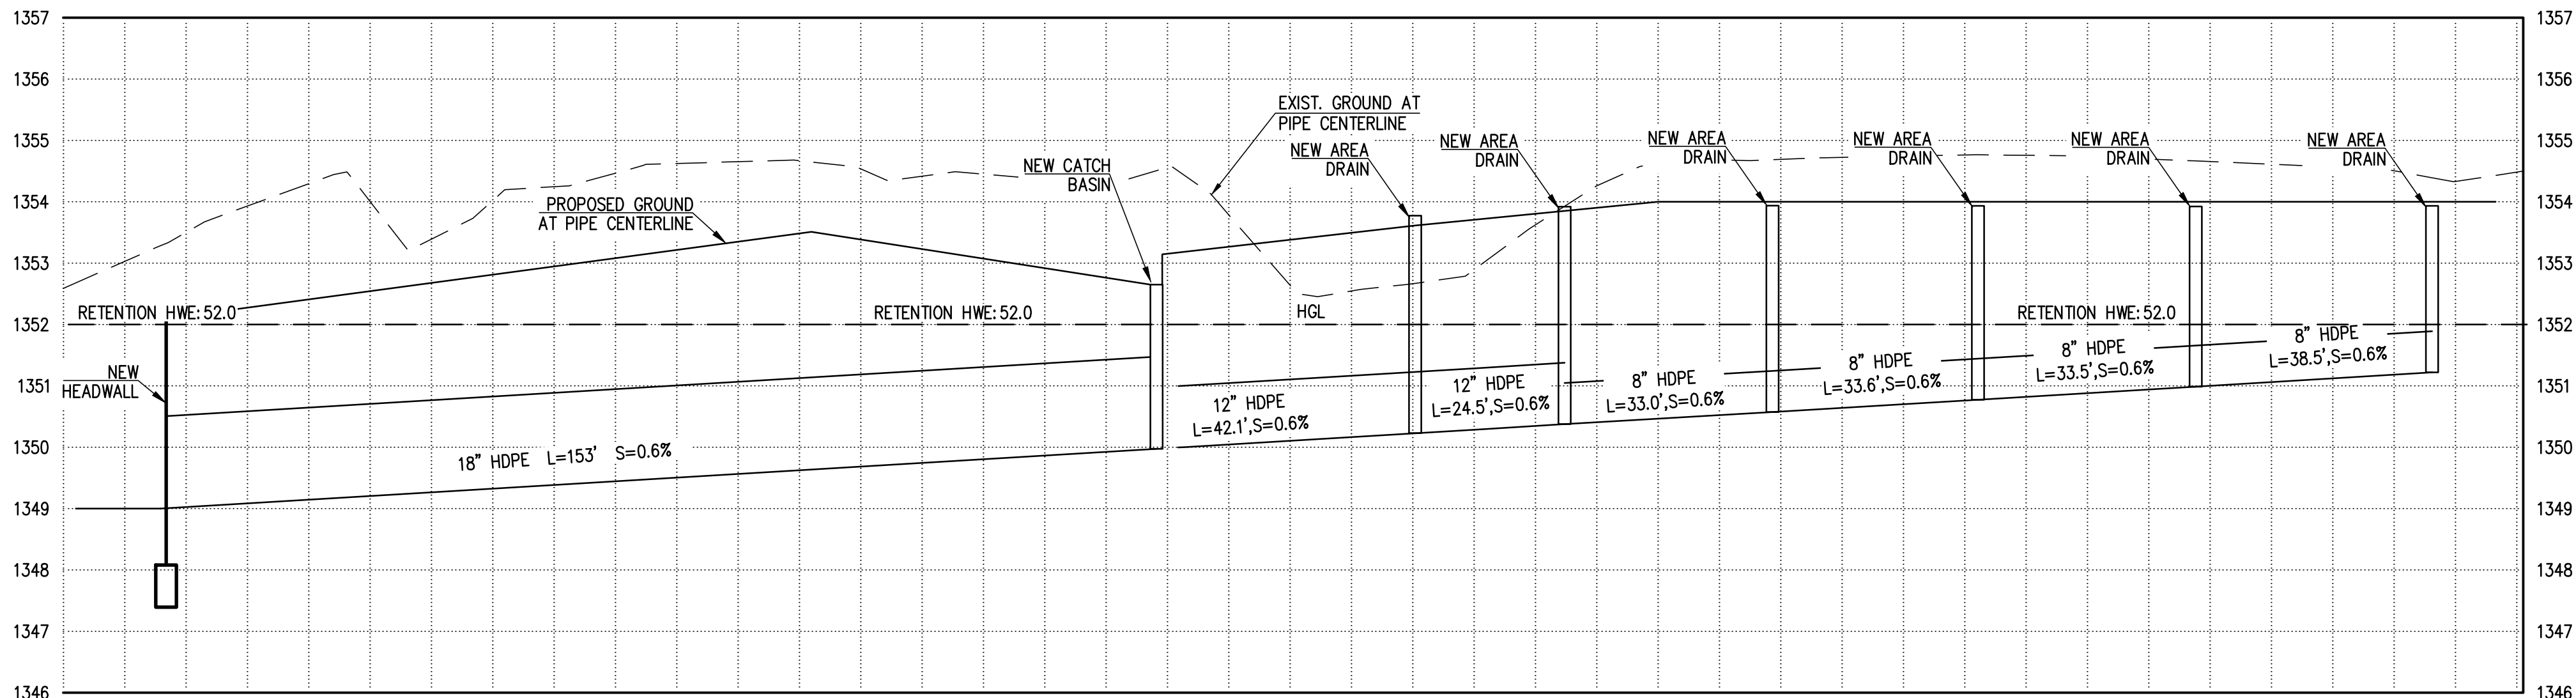 1357
1357
1356
1356
EXIST. GROUND AT
PIPE CENTERLINE
1355
1355
NEW AREA
DRAIN
NEW AREA
DRAIN
NEW AREA
DRAIN
NEW AREA
DRAIN
NEW AREA
DRAIN
NEW AREA
DRAIN
NEW CATCH
BASIN
1354
1354
PROPOSED GROUND
AT PIPE CENTERLINE
1353
1353
RETENTION HWE: 52.0
RETENTION HWE: 52.0
HGL
RETENTION HWE: 52.0
1352
1352
NEW
HEADWALL
1351
1351
12" HDPE
L=42.1',S=0.6%
12" HDPE
L=24.5',S=0.6%
8" HDPE
L=33.0',S=0.6%
8" HDPE
L=33.6',S=0.6%
8" HDPE
L=33.5',S=0.6%
8" HDPE
L=38.5',S=0.6%
1350
1350
18" HDPE L=153' S=0.6%
1349
1349
1348
1348
1347
1347
1346
1346